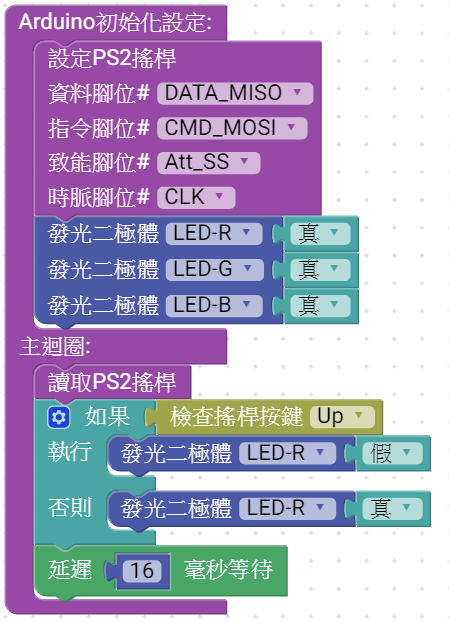 Arduino初始化設定:
設定PS2搖桿
資料腳位# DATA_MISO
指令腳位# CMD_MOSI
致能腳位# Att_SS
時脈腳位# CLK
發光二極體 LED-R 真
發光二極體 LED-G 真
發光二極體 LED-B 真
主迴圈:
讀取PS2搖桿
如果 檢查搖桿按鍵 Up
執行 發光二極體 LED-R 假
否則 發光二極體 LED-R 真
延遲 16 毫秒等待